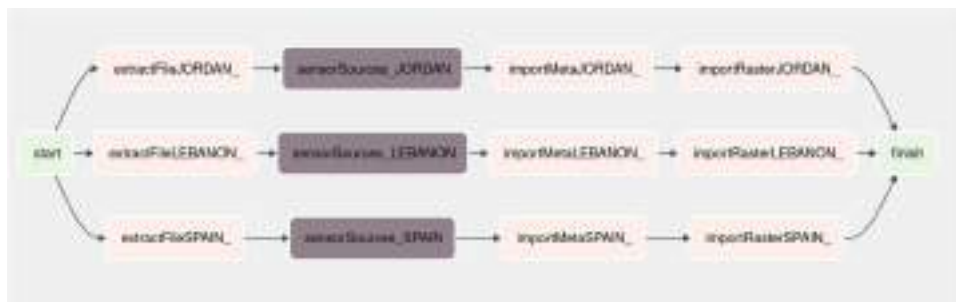 extractFileJORDAN_ sensorSources_JORDAN importMetaJORDAN_ importRasterJORDAN_
start extractFileLEBANON_ sensorSources_LEBANON importMetaLEBANON_ importRasterLEBANON_ finish
extractFileSPAIN_ sensorSources_SPAIN importMetaSPAIN_ importRasterSPAIN_